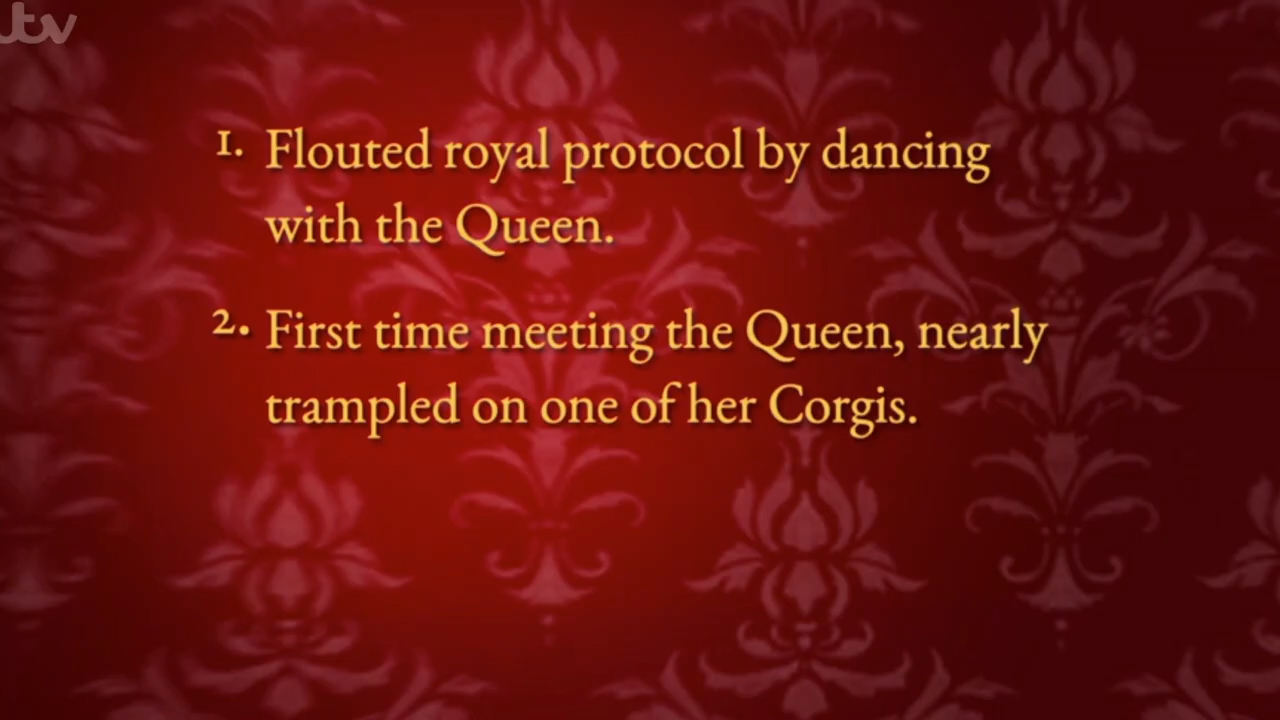 itv
1. Flouted royal protocol by dancing
with the Queen.
2. First time meeting the Queen, nearly
trampled on one of her Corgis.